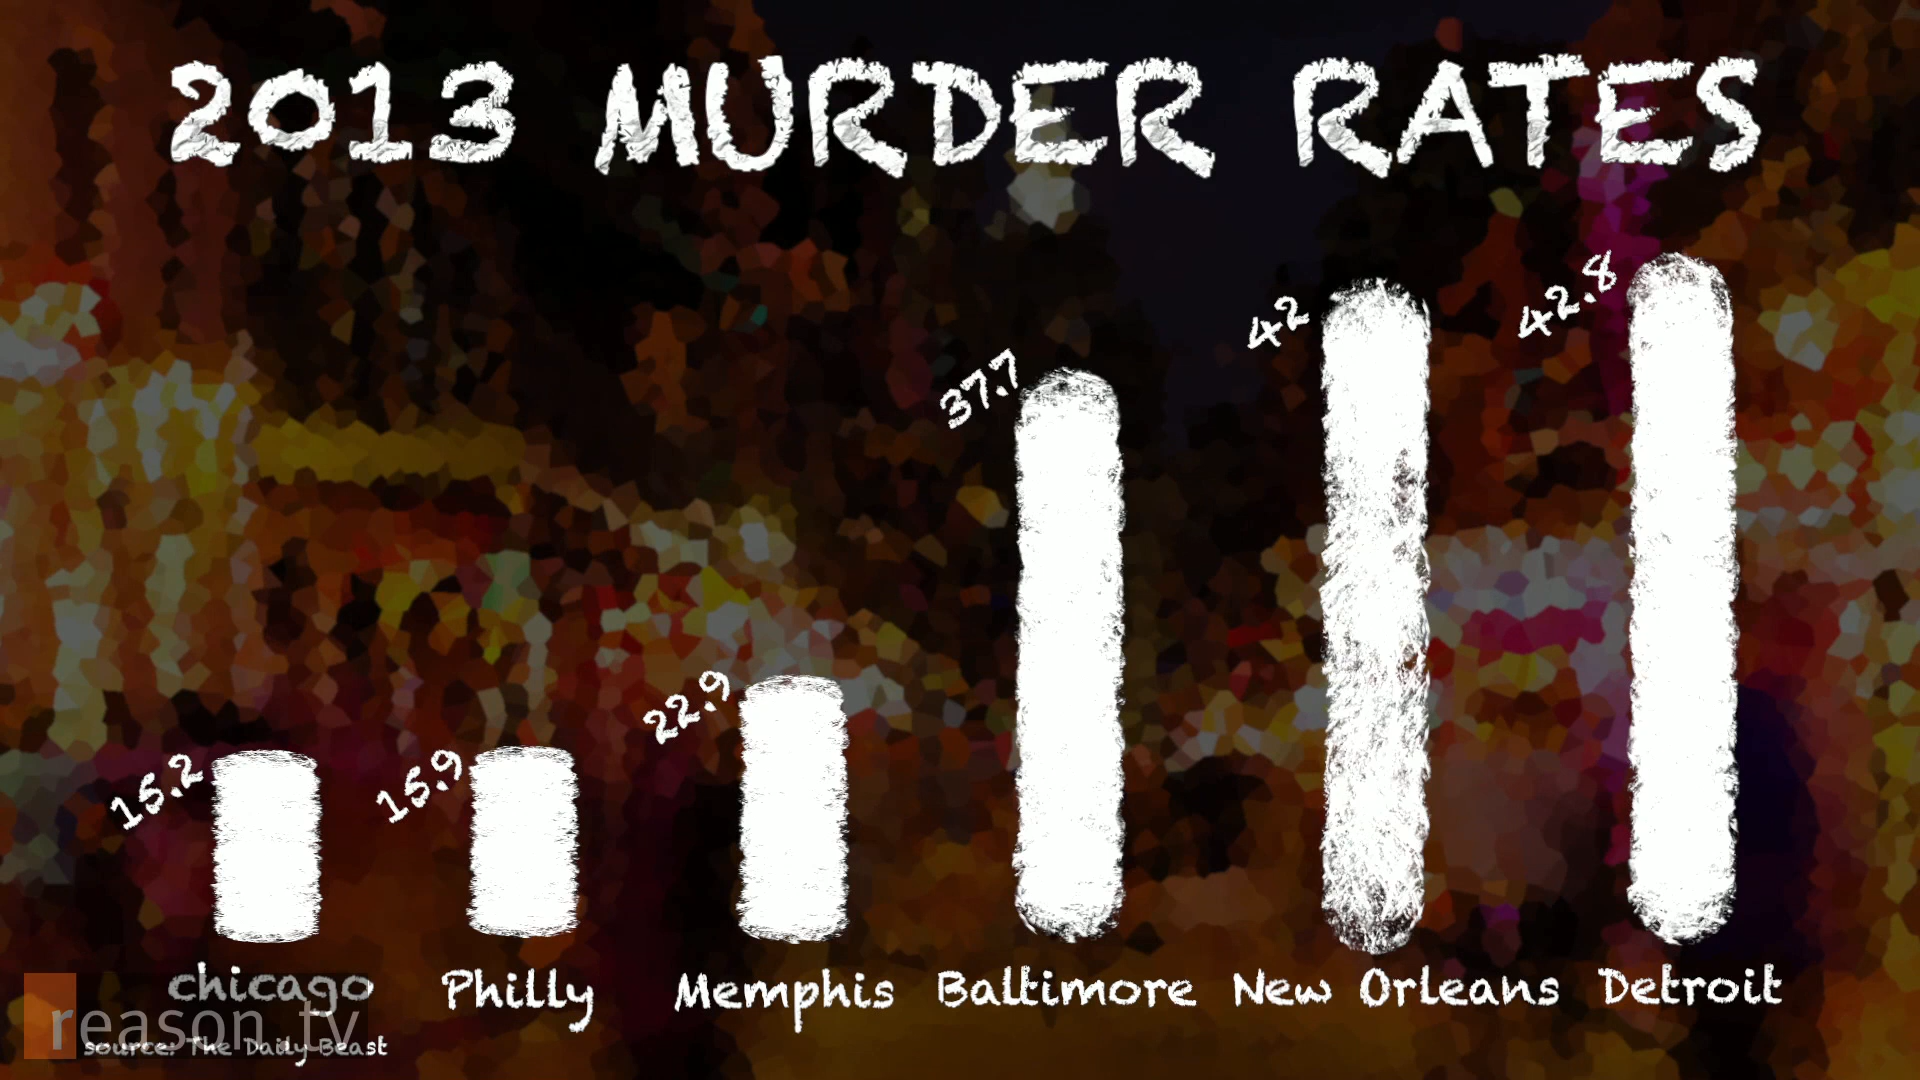 2013 MURDER RATES
15.2
15.9
22.9
37.7
42
42.8
chicago
Philly
Memphis
Baltimore
New Orleans
Detroit
reason.tv
source: The Daily Beast